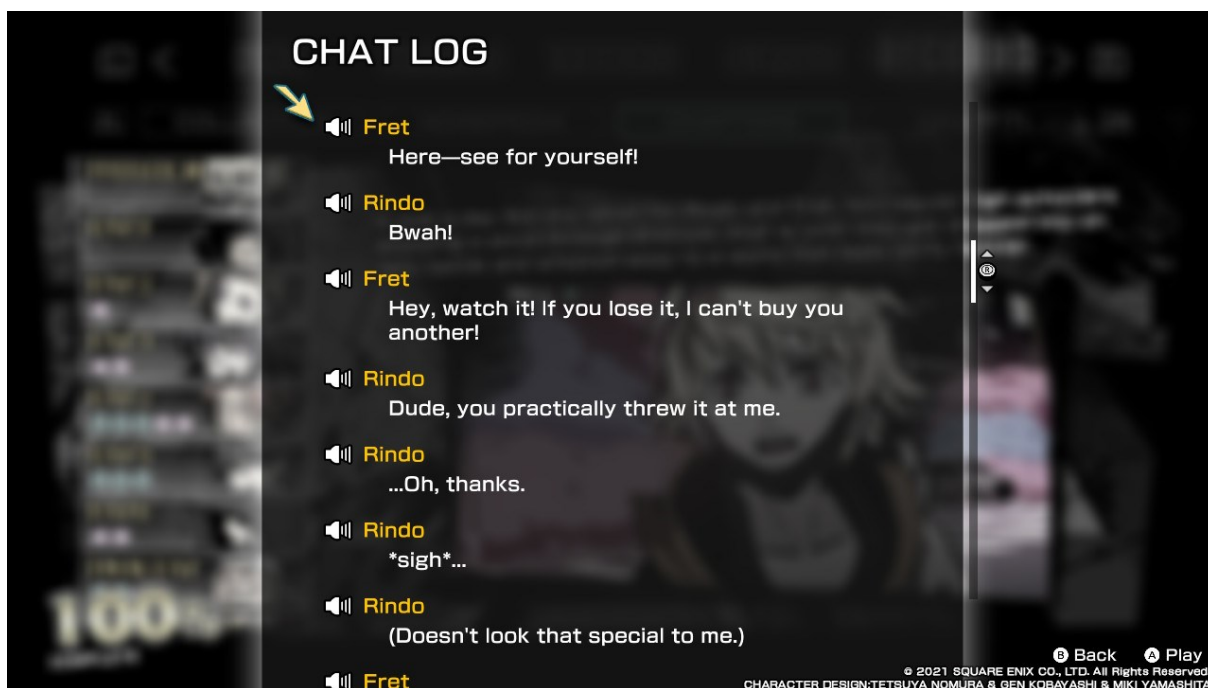 CHAT LOG
Fret
Here—see for yourself!
Rindo
Bwah!
Fret
Hey, watch it! If you lose it, I can't buy you
another!
Rindo
Dude, you practically threw it at me.
Rindo
...Oh, thanks.
Rindo
*sigh*...
Rindo
(Doesn't look that special to me.)
Fret
R
100%
B Back A Play
© 2021 SQUARE ENIX CO., LTD. All Rights Reserved.
CHARACTER DESIGN:TETSUYA NOMURA & GEN KOBAYASHI & MIKI YAMASHITA